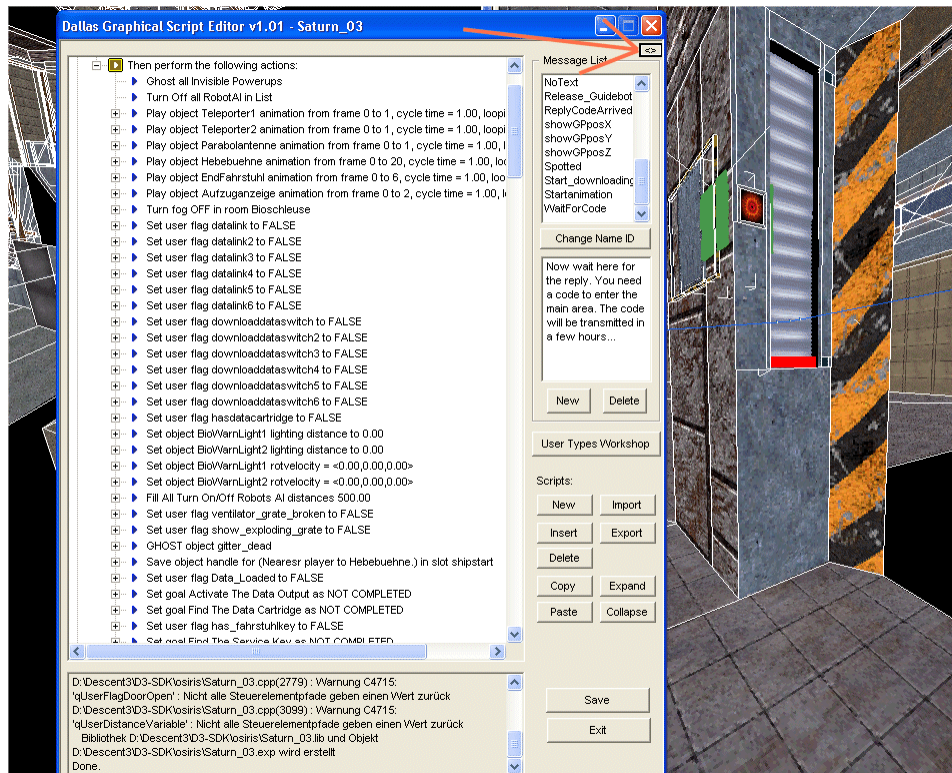 Dallas Graphical Script Editor v1.01 - Saturn_03
<>
Then perform the following actions:
Ghost all Invisible Powerups
Turn Off all RobotAI in List
Play object Teleporter1 animation from frame 0 to 1, cycle time = 1.00, loopi
Play object Teleporter2 animation from frame 0 to 1, cycle time = 1.00, loopi
Play object Parabolantenne animation from frame 0 to 1, cycle time = 1.00, l
Play object Hebebuehne animation from frame 0 to 20, cycle time = 1.00, loo
Play object EndFahrstuhl animation from frame 0 to 6, cycle time = 1.00, loo
Play object Aufzuganzeige animation from frame 0 to 2, cycle time = 1.00, l
Turn fog OFF in room Bioschleuse
Set user flag datalink to FALSE
Set user flag datalink2 to FALSE
Set user flag datalink3 to FALSE
Set user flag datalink4 to FALSE
Set user flag datalink5 to FALSE
Set user flag datalink6 to FALSE
Set user flag downloaddataswitch to FALSE
Set user flag downloaddataswitch2 to FALSE
Set user flag downloaddataswitch3 to FALSE
Set user flag downloaddataswitch4 to FALSE
Set user flag downloaddataswitch5 to FALSE
Set user flag downloaddataswitch6 to FALSE
Set user flag hasdatacartridge to FALSE
Set object BioWarnLight1 lighting distance to 0.00
Set object BioWarnLight2 lighting distance to 0.00
Set object BioWarnLight1 rotvelocity = <0.00,0.00,0.00>
Set object BioWarnLight2 rotvelocity = <0.00,0.00,0.00>
Fill All Turn On/Off Robots AI distances 500.00
Set user flag ventilator_grate_broken to FALSE
Set user flag show_exploding_grate to FALSE
GHOST object gitter_dead
Save object handle for (Nearesr player to Hebebuehne.) in slot shipstart
Set user flag Data_Loaded to FALSE
Set goal Activate The Data Output as NOT COMPLETED
Set goal Find The Data Cartridge as NOT COMPLETED
Set user flag has_fahrstuhlkey to FALSE
Set goal Find The Service Key as NOT COMPLETED
D:\Descent3\D3-SDK\osiris\Saturn_03.cpp(2779) : Warnung C4715:
'qUserFlagDoorOpen' : Nicht alle Steuerelementpfade geben einen Wert zurück
D:\Descent3\D3-SDK\osiris\Saturn_03.cpp(3099) : Warnung C4715:
'qUserDistanceVariable' : Nicht alle Steuerelementpfade geben einen Wert zurück
Bibliothek D:\Descent3\D3-SDK\osiris\Saturn_03.lib und Objekt
D:\Descent3\D3-SDK\osiris\Saturn_03.exp wird erstellt
Done.
Message List
NoText
Release_Guidebot
ReplyCodeArrived
showGPposX
showGPposY
showGPposZ
Spotted
Start_downloading
Startanimation
WaitForCode
Change Name ID
Now wait here for
the reply. You need
a code to enter the
main area. The code
will be transmitted in
a few hours...
New Delete
User Types Workshop
Scripts:
New Import
Insert Export
Delete
Copy Expand
Paste Collapse
Save
Exit